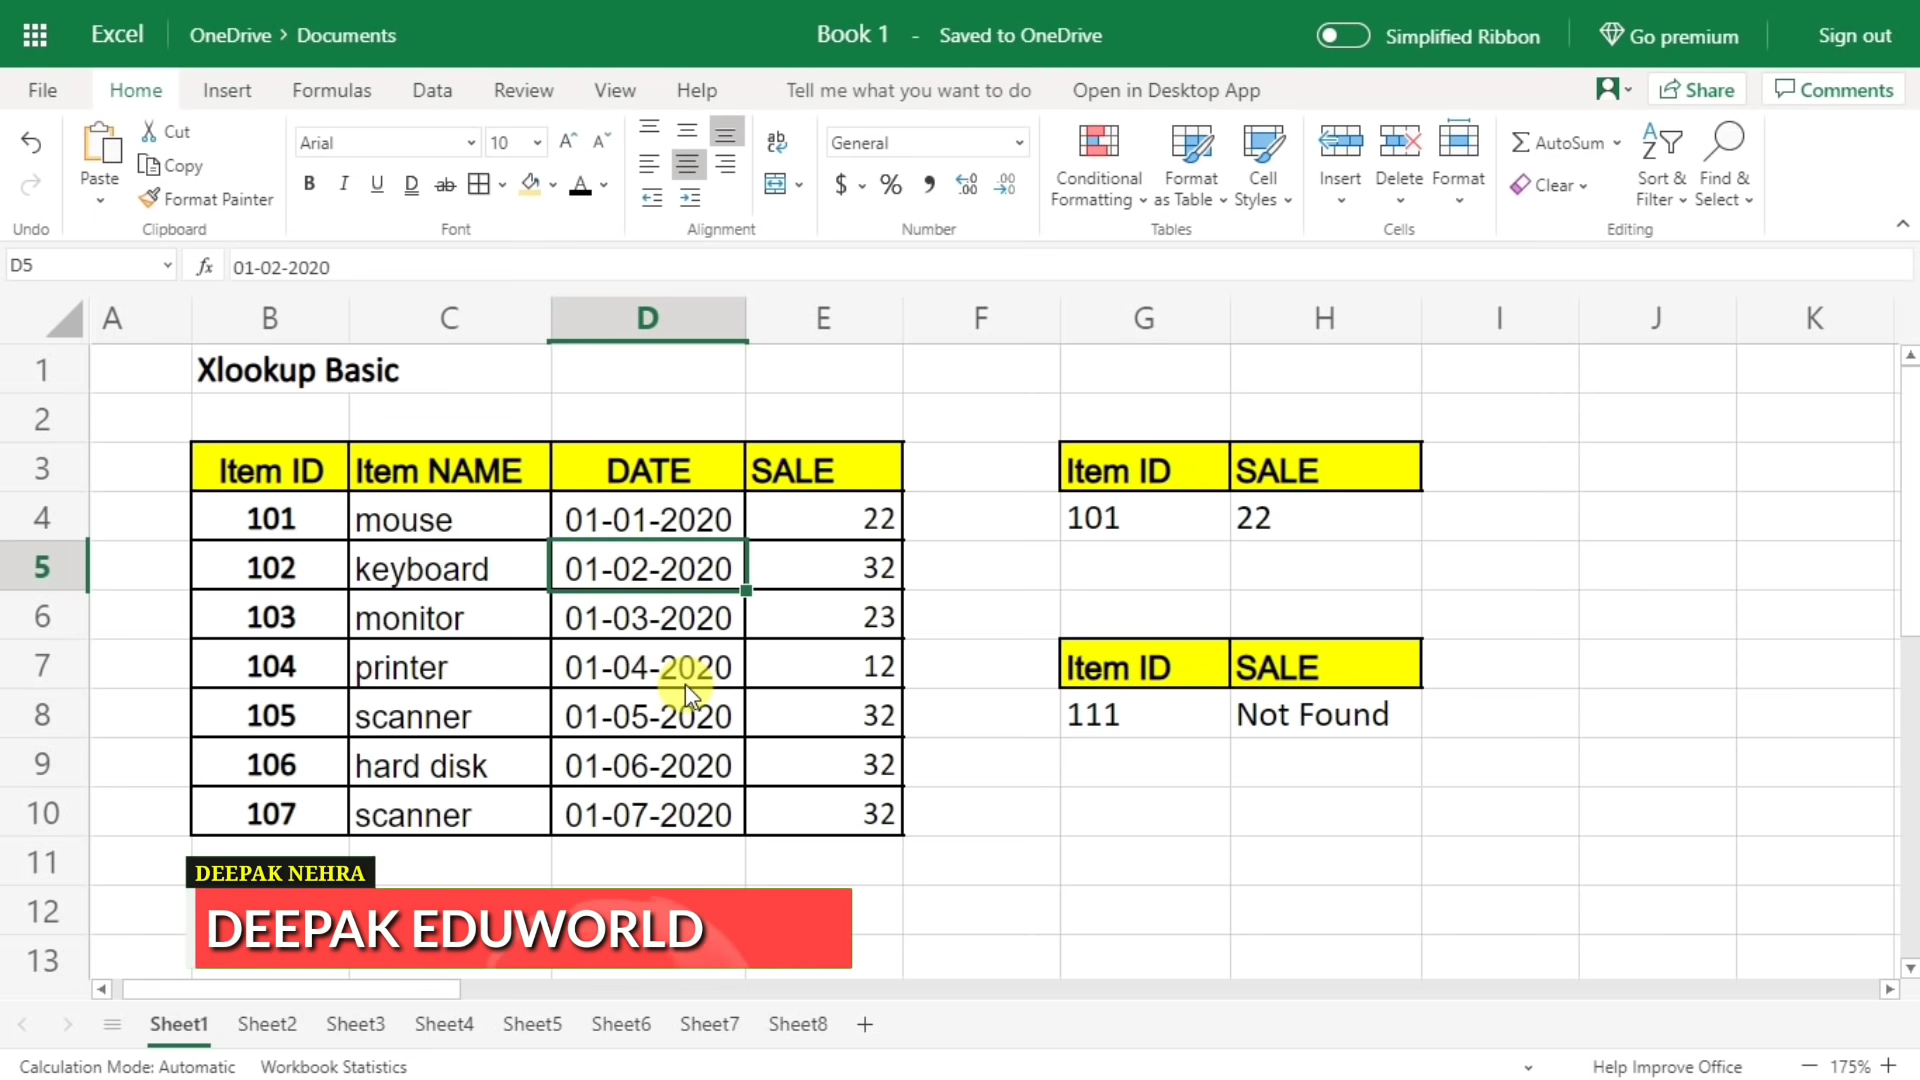 Excel OneDrive > Documents Book 1 - Saved to OneDrive Simplified Ribbon Go premium Sign out
File Home Insert Formulas Data Review View Help Tell me what you want to do Open in Desktop App Share Comments
Undo
Paste Cut Copy Format Painter
Clipboard
Arial 10 A^ A˅
B I U D ab A
Font
ab
Alignment
General
$ % 9 .00 .00
Number
Conditional Formatting Format as Table Cell Styles
Tables
Insert Delete Format
Cells
AutoSum Clear Sort & Filter Find & Select
Editing
D5 fx 01-02-2020
A B C D E F G H I J K
1 Xlookup Basic
2
3 Item ID Item NAME DATE SALE Item ID SALE
4 101 mouse 01-01-2020 22 101 22
5 102 keyboard 01-02-2020 32
6 103 monitor 01-03-2020 23
7 104 printer 01-04-2020 12 Item ID SALE
8 105 scanner 01-05-2020 32 111 Not Found
9 106 hard disk 01-06-2020 32
10 107 scanner 01-07-2020 32
11
DEEPAK NEHRA
12
DEEPAK EDUWORLD
13
Sheet1 Sheet2 Sheet3 Sheet4 Sheet5 Sheet6 Sheet7 Sheet8 +
Calculation Mode: Automatic Workbook Statistics Help Improve Office — 175% +